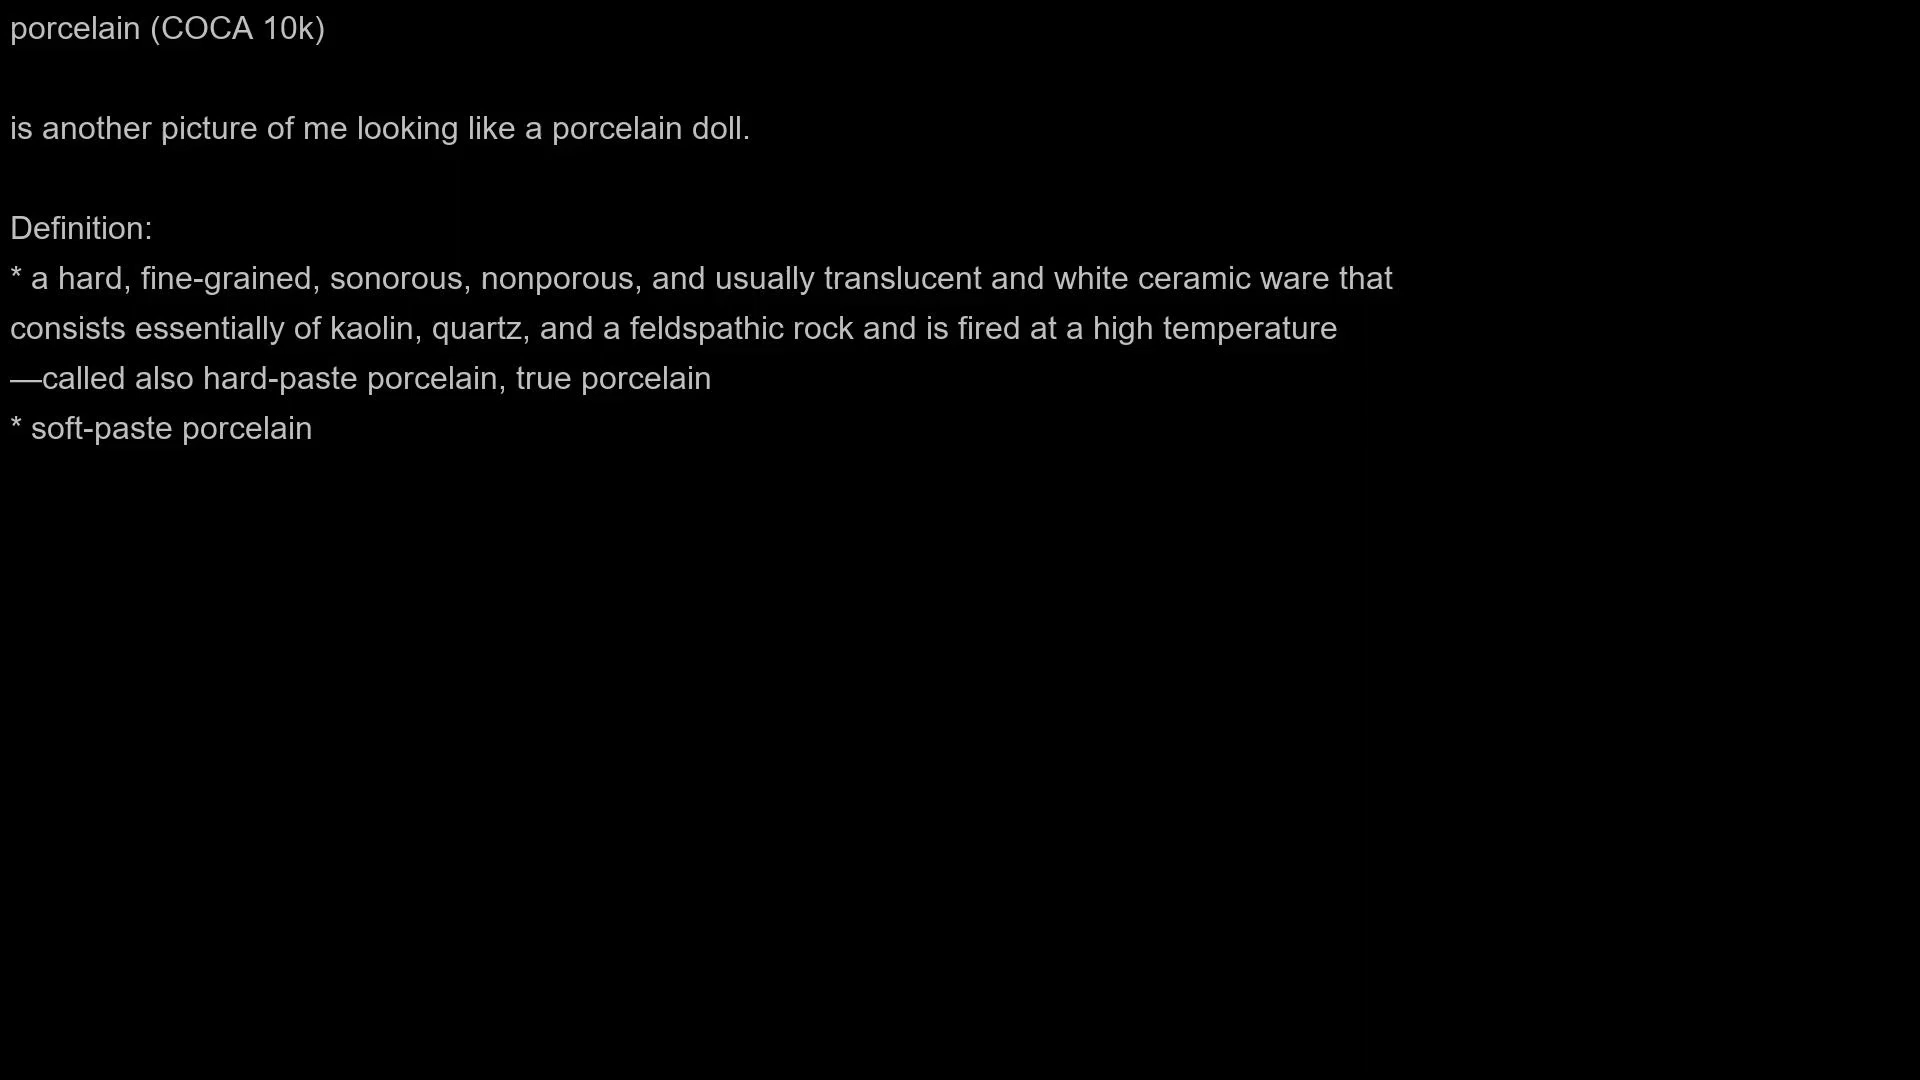 porcelain (COCA 10k)
is another picture of me looking like a porcelain doll.
Definition:
* a hard, fine-grained, sonorous, nonporous, and usually translucent and white ceramic ware that
consists essentially of kaolin, quartz, and a feldspathic rock and is fired at a high temperature
—called also hard-paste porcelain, true porcelain
* soft-paste porcelain